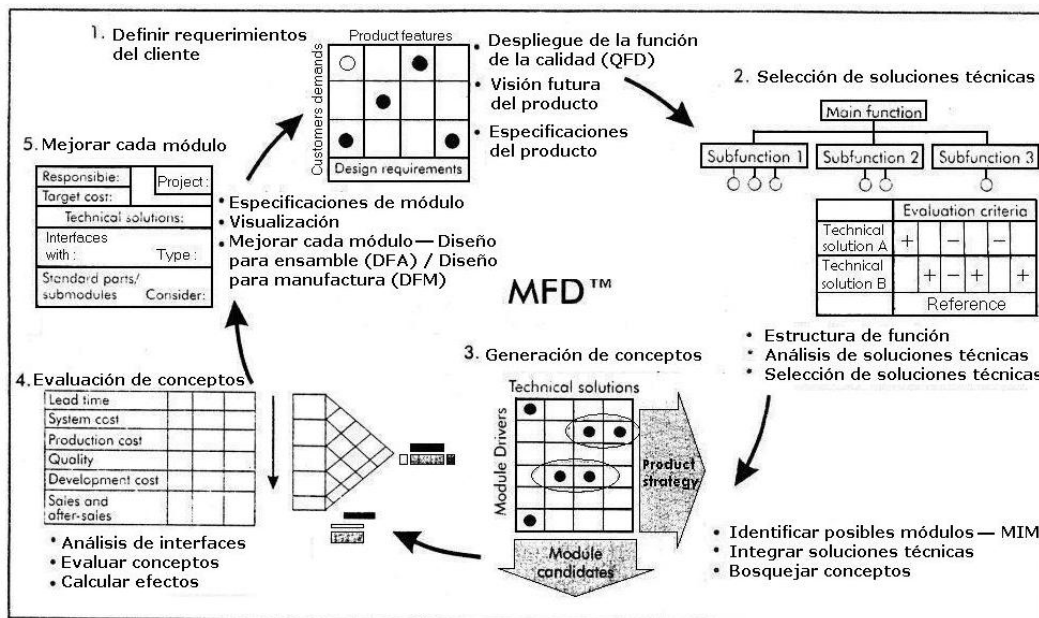 1. Definir requerimientos
del cliente
Product features
Customers demands
Design requirements
• Despliegue de la función
de la calidad (QFD)
• Visión futura
del producto
• Especificaciones
del producto
2. Selección de soluciones técnicas
Main function
Subfunction 1
Subfunction 2
Subfunction 3
Evaluation criteria
Technical
solution A
+ − −
Technical
solution B
+ − + +
Reference
• Estructura de función
• Análisis de soluciones técnicas
• Selección de soluciones técnicas
MFD™
3. Generación de conceptos
Technical solutions
Module Drivers
Product
strategy
Module
candidates
• Identificar posibles módulos — MIM
• Integrar soluciones técnicas
• Bosquejar conceptos
4. Evaluación de conceptos
Lead time
System cost
Production cost
Quality
Development cost
Sales and
after-sales
• Análisis de interfaces
• Evaluar conceptos
• Calcular efectos
5. Mejorar cada módulo
Responsible:
Project:
Target cost:
Technical solutions:
Interfaces
with : Type :
Standard parts/
submodules Consider:
• Especificaciones de módulo
• Visualización
• Mejorar cada módulo — Diseño
para ensamble (DFA) / Diseño
para manufactura (DFM)